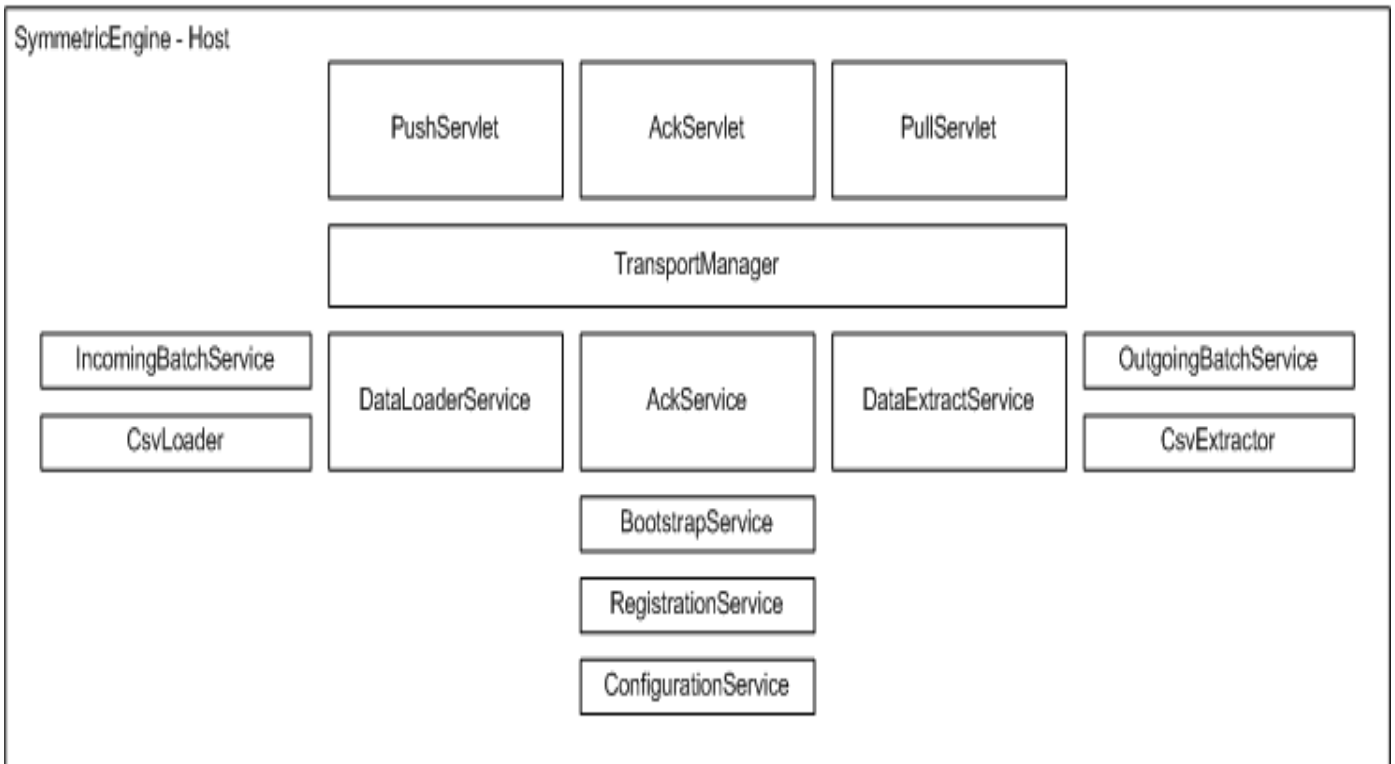 SymmetricEngine - Host
PushServlet
AckServlet
PullServlet
TransportManager
IncomingBatchService
CsvLoader
DataLoaderService
AckService
DataExtractService
OutgoingBatchService
CsvExtractor
BootstrapService
RegistrationService
ConfigurationService